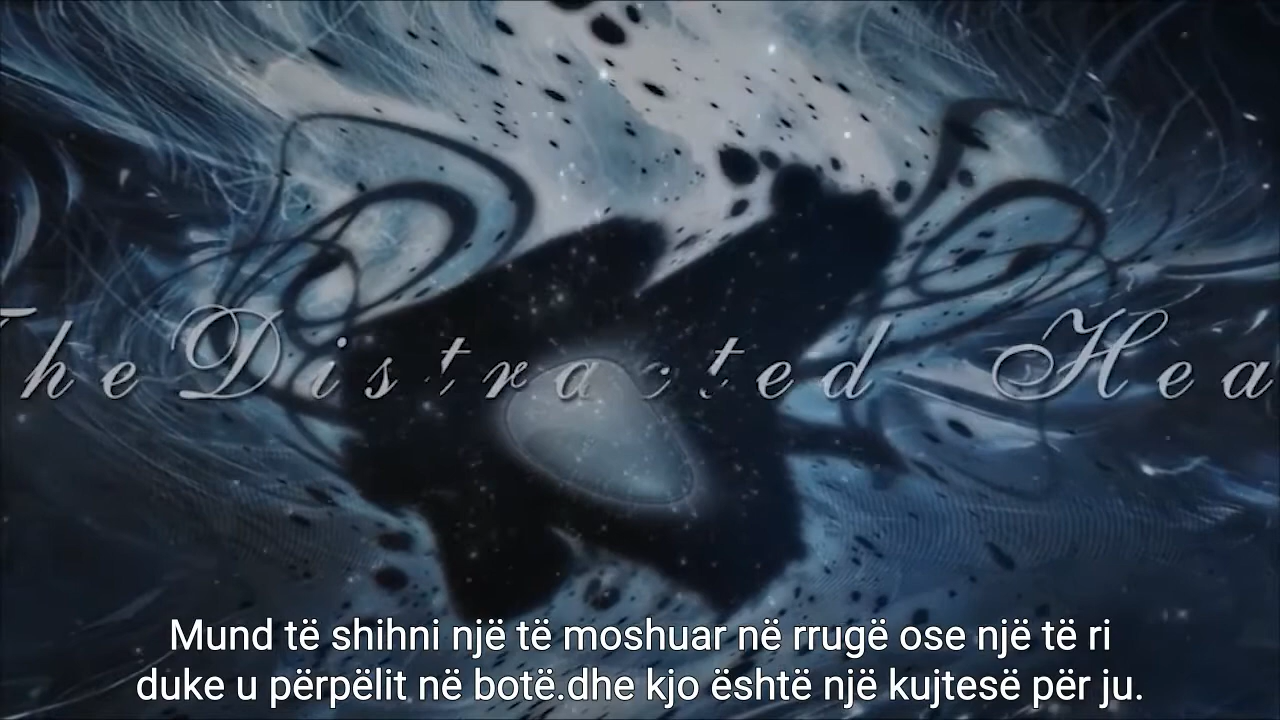 The Distracted Hea
Mund të shihni një të moshuar në rrugë ose një të ri
duke u përpëlit në botë.dhe kjo është një kujtesë për ju.